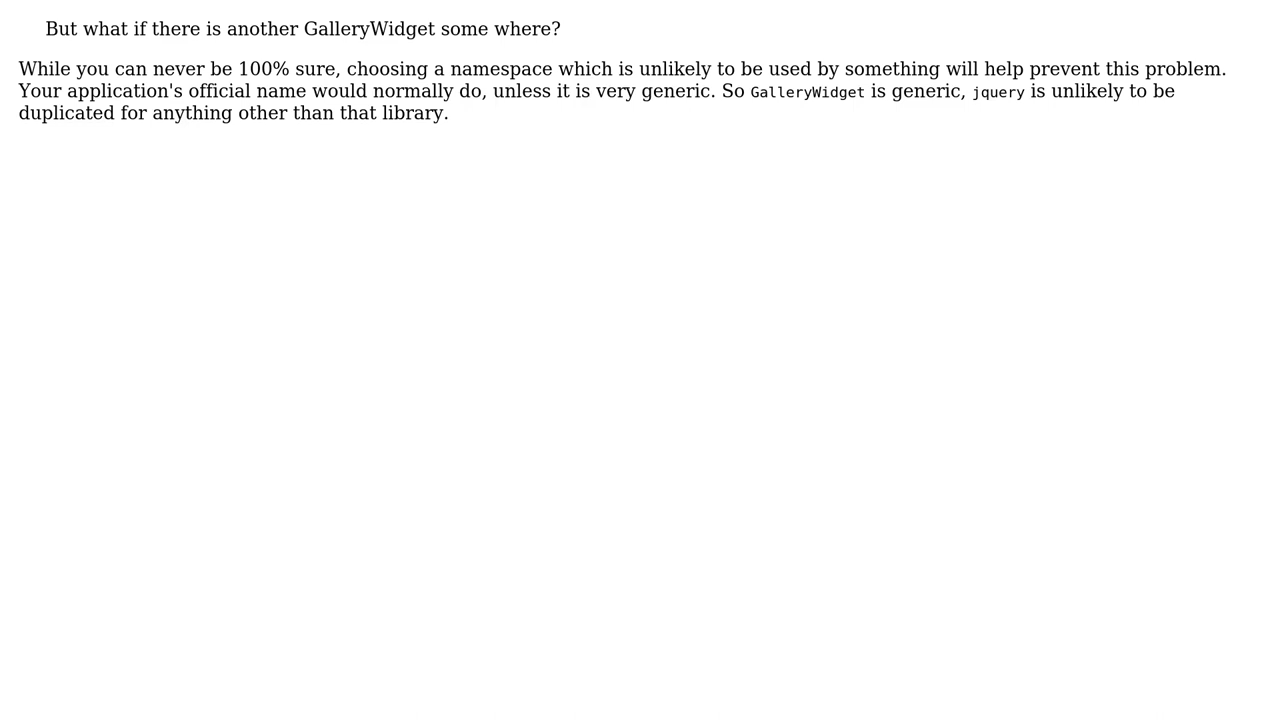 But what if there is another GalleryWidget some where?
While you can never be 100% sure, choosing a namespace which is unlikely to be used by something will help prevent this problem.
Your application's official name would normally do, unless it is very generic. So GalleryWidget is generic, jquery is unlikely to be
duplicated for anything other than that library.